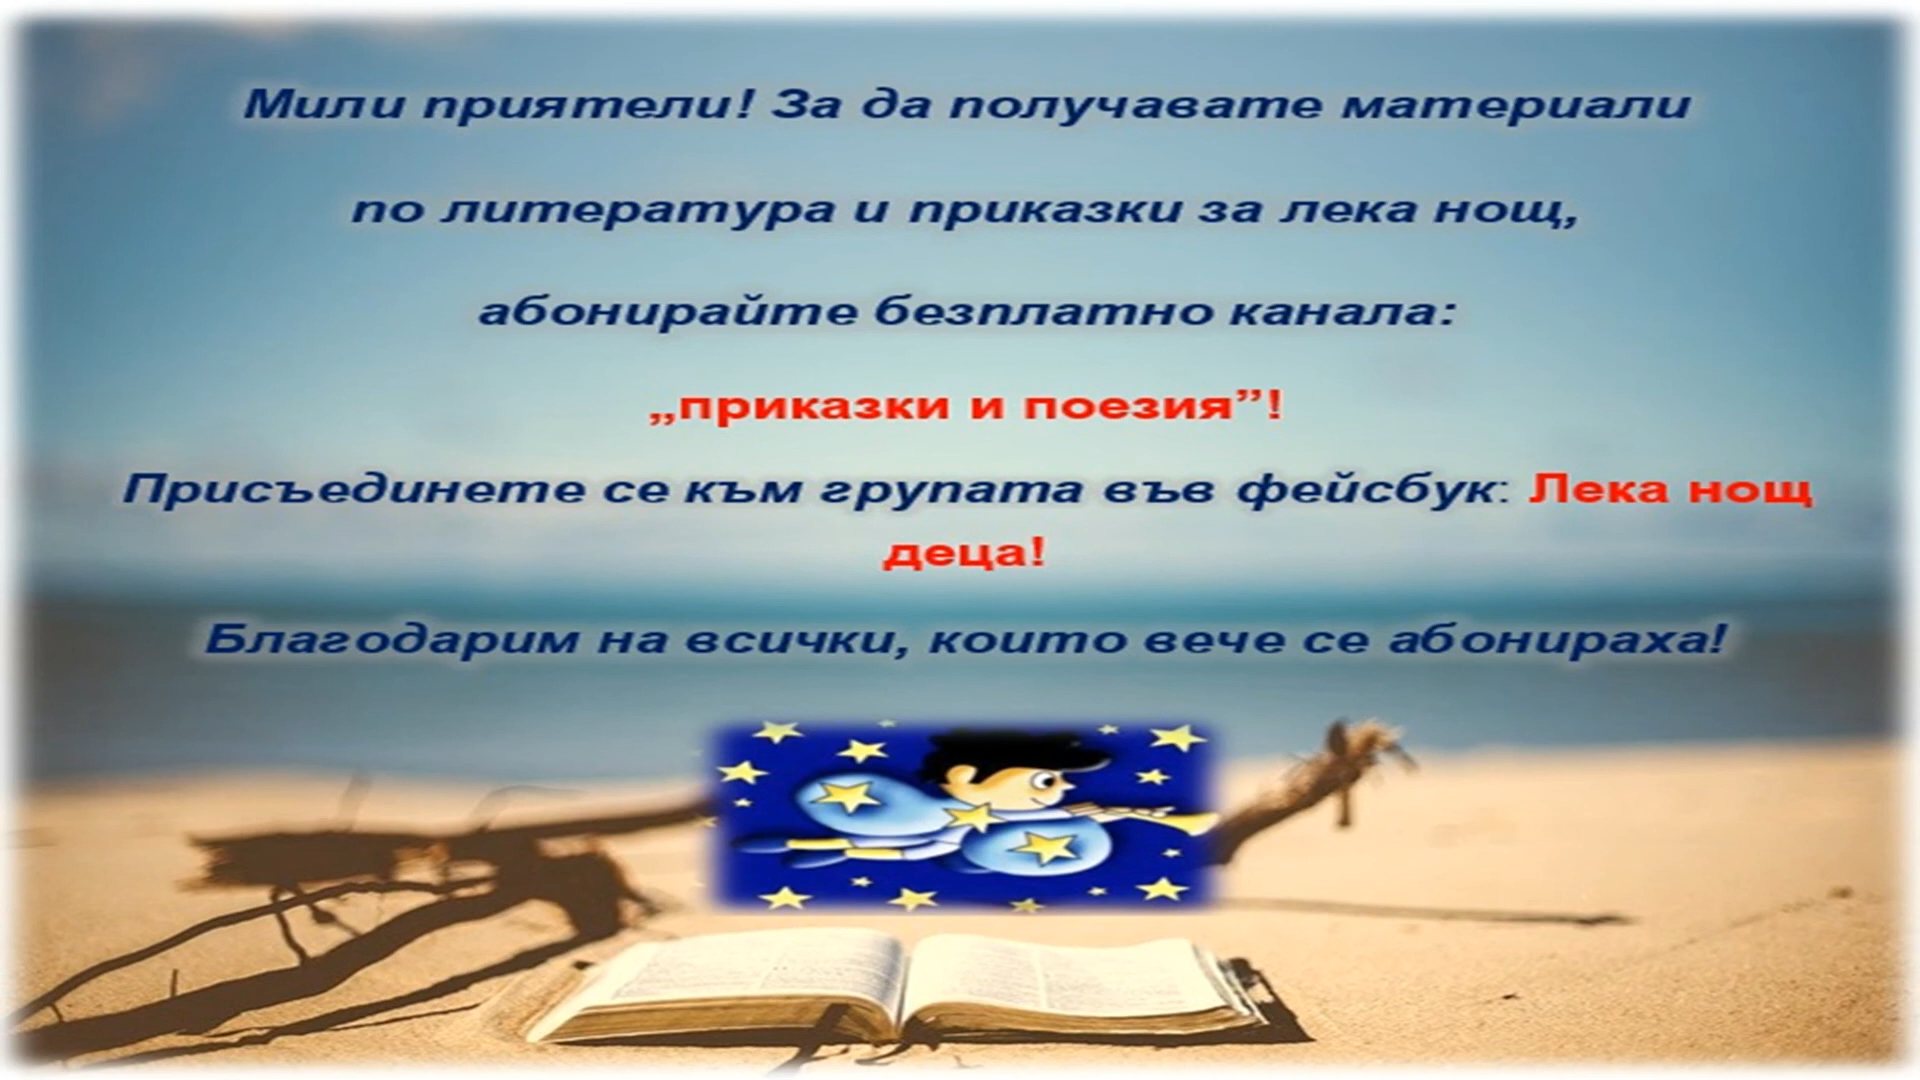 Мили приятели! За да получавате материали
по литература и приказки за лека нощ,
абонирайте безплатно канала:
„приказки и поезия”!
Присъединете се към групата във фейсбук: Лека нощ
деца!
Благодарим на всички, които вече се абонираха!